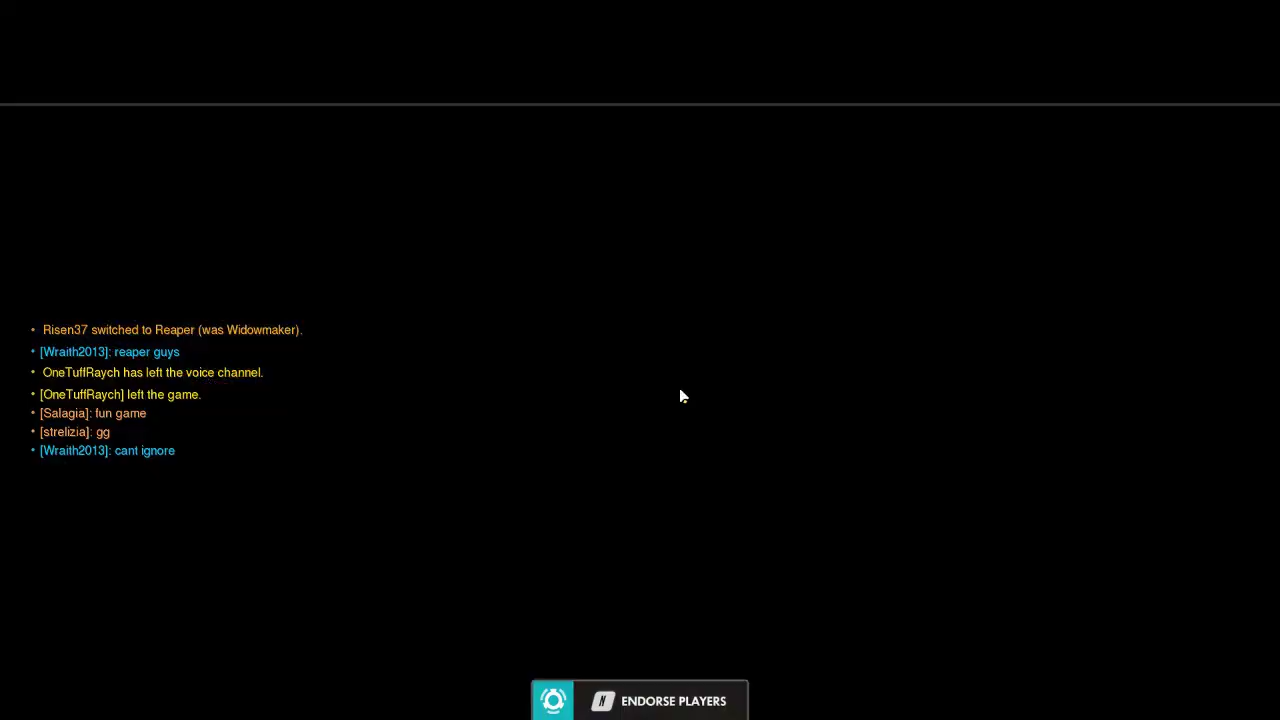 • Risen37 switched to Reaper (was Widowmaker).
• [Wraith2013]: reaper guys
• OneTuffRaych has left the voice channel.
• [OneTuffRaych] left the game.
• [Salagia]: fun game
• [strelizia]: gg
• [Wraith2013]: cant ignore
N ENDORSE PLAYERS